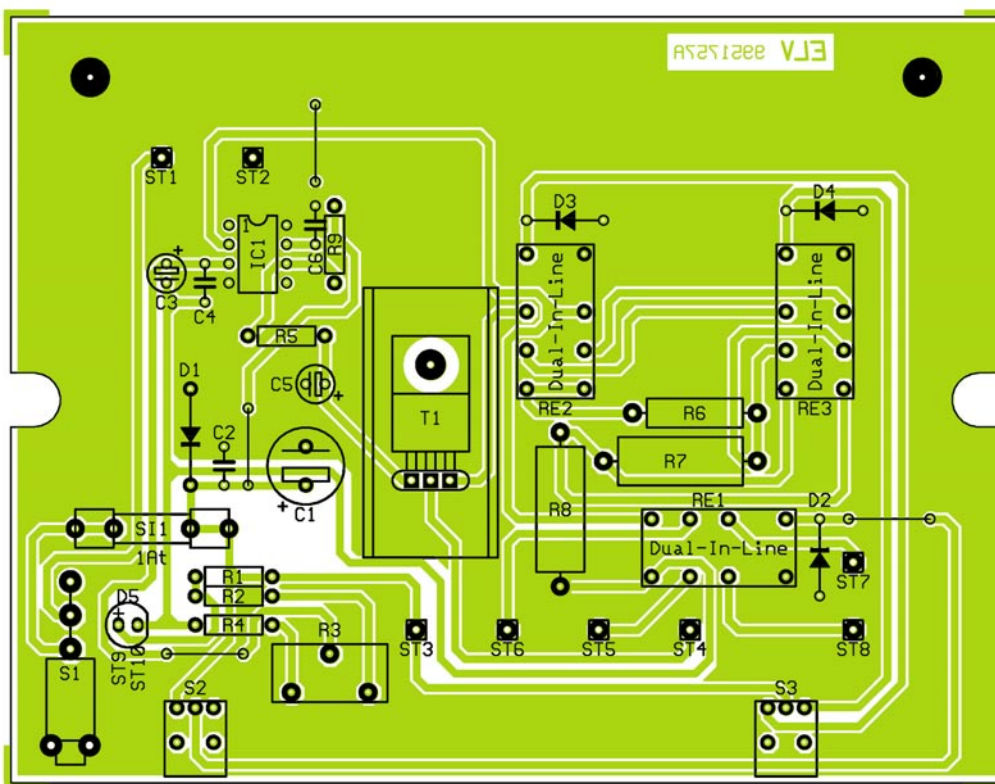 ELV 9951757A
ST1
ST2
D3
D4
1
IC1
C6
R9
+
C3
C4
Dual-In-Line
Dual-In-Line
R5
C5
+
D1
T1
RE2
RE3
R6
C2
R7
R8
C1
+
RE1
D2
SI1
1At
Dual-In-Line
ST7
R1
R2
D5
+
R4
R3
ST3
ST6
ST5
ST4
ST8
ST9
ST10
S1
S2
S3